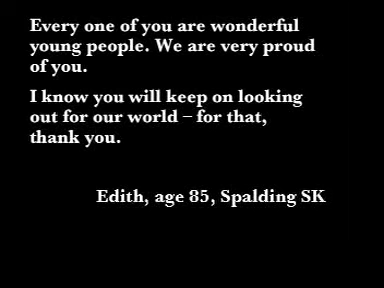 Every one of you are wonderful
young people. We are very proud
of you.
I know you will keep on looking
out for our world – for that,
thank you.
Edith, age 85, Spalding SK